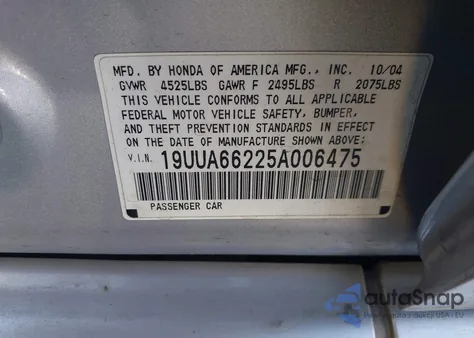 MFD. BY HONDA OF AMERICA MFG., INC. 10/04
GVWR 4525LBS GAWR F 2495LBS R 2075LBS
THIS VEHICLE CONFORMS TO ALL APPLICABLE
FEDERAL MOTOR VEHICLE SAFETY, BUMPER,
AND THEFT PREVENTION STANDARDS IN EFFECT
ON THE DATE OF MANUFACTURE SHOWN ABOVE:
V.I.N. 19UUA66225A006475
PASSENGER CAR
autoSnap